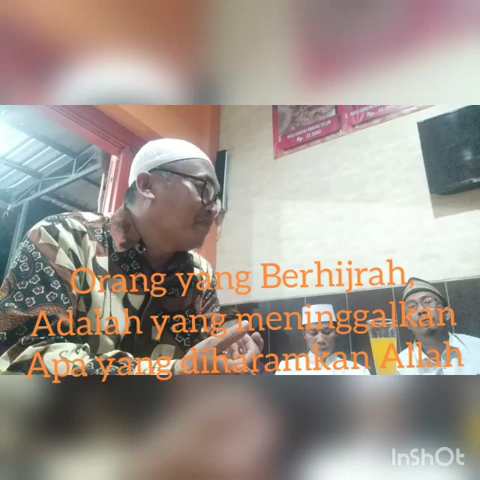 Orang yang Berhijrah,
Adalah yang meninggalkan
Apa yang diharamkan Allah
InShOt